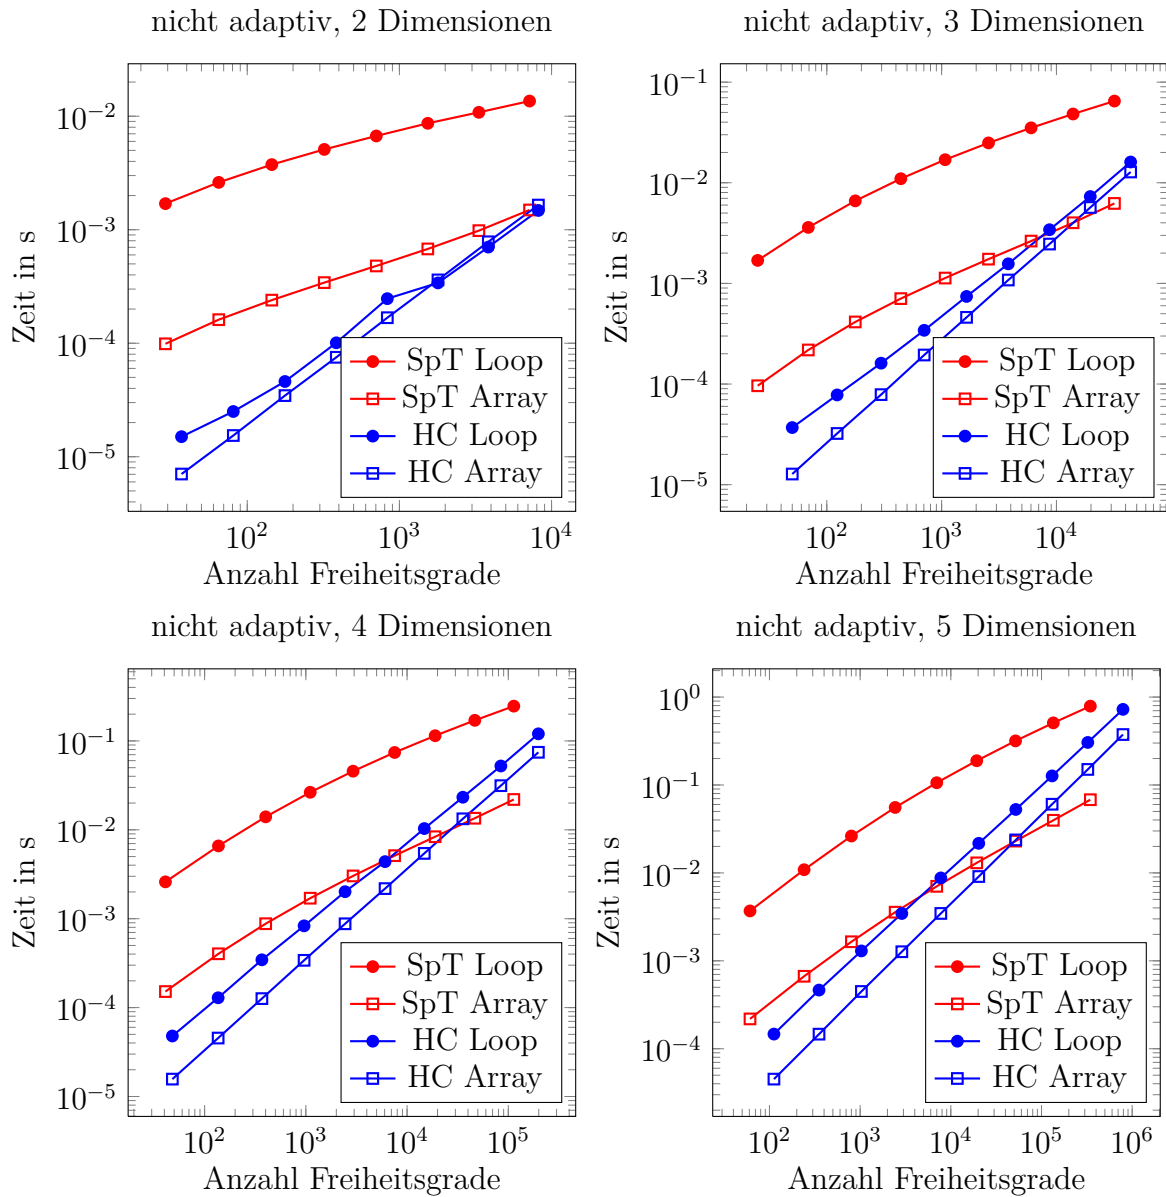 nicht adaptiv, 2 Dimensionen
10^-2
10^-3
10^-4
10^-5
Zeit in s
SpT Loop
SpT Array
HC Loop
HC Array
10^2 10^3 10^4
Anzahl Freiheitsgrade
nicht adaptiv, 3 Dimensionen
10^-1
10^-2
10^-3
10^-4
10^-5
Zeit in s
SpT Loop
SpT Array
HC Loop
HC Array
10^2 10^3 10^4
Anzahl Freiheitsgrade
nicht adaptiv, 4 Dimensionen
10^-1
10^-2
10^-3
10^-4
10^-5
Zeit in s
SpT Loop
SpT Array
HC Loop
HC Array
10^2 10^3 10^4 10^5
Anzahl Freiheitsgrade
nicht adaptiv, 5 Dimensionen
10^0
10^-1
10^-2
10^-3
10^-4
Zeit in s
SpT Loop
SpT Array
HC Loop
HC Array
10^2 10^3 10^4 10^5 10^6
Anzahl Freiheitsgrade